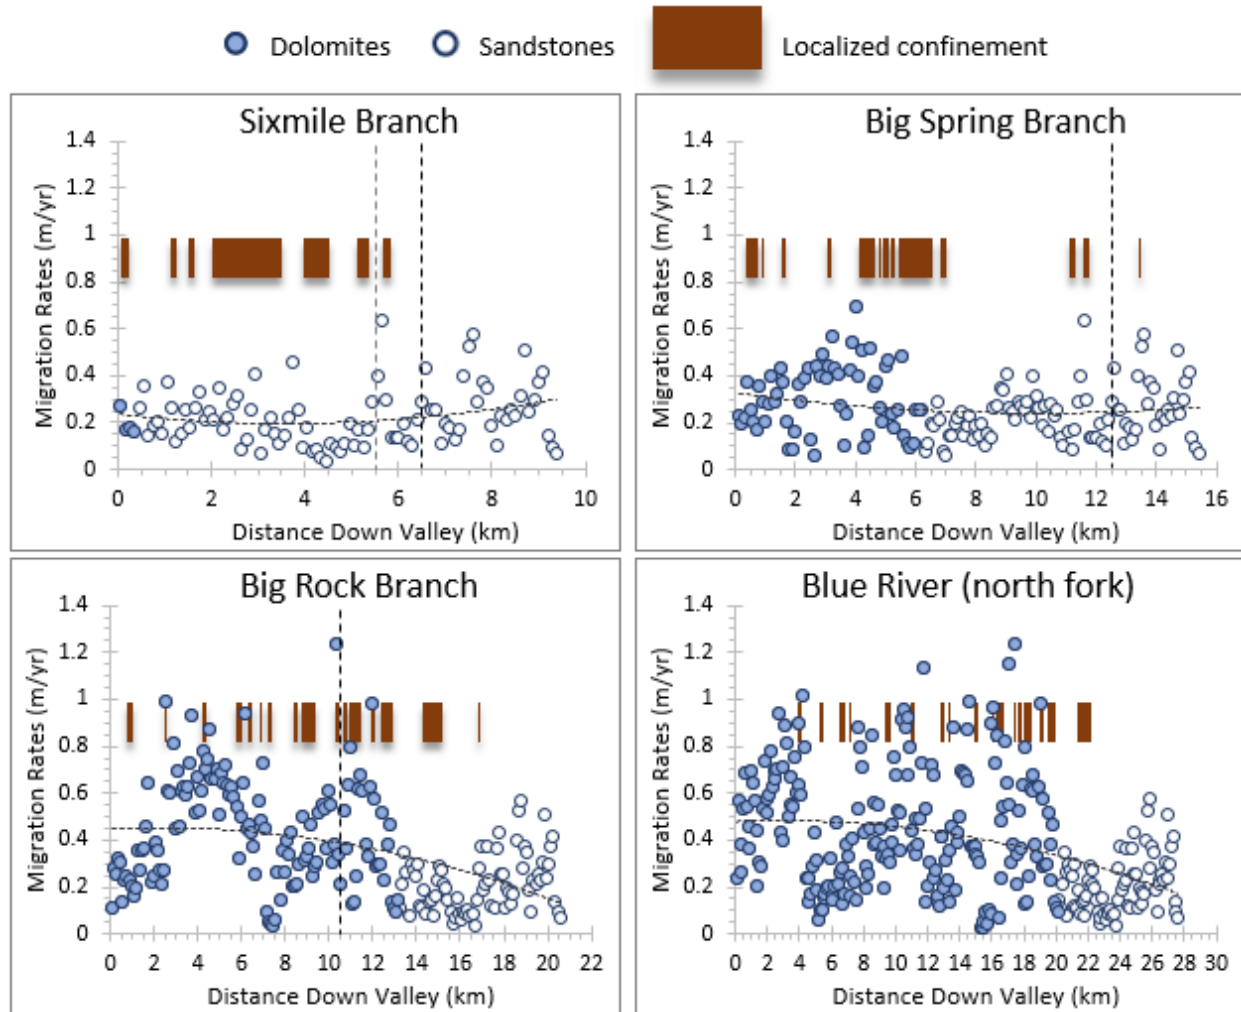 Dolomites Sandstones Localized confinement
Sixmile Branch
Migration Rates (m/yr)
1.4
1.2
1
0.8
0.6
0.4
0.2
0
0 2 4 6 8 10
Distance Down Valley (km)
Big Spring Branch
Migration Rates (m/yr)
1.4
1.2
1
0.8
0.6
0.4
0.2
0
0 2 4 6 8 10 12 14 16
Distance Down Valley (km)
Big Rock Branch
Migration Rates (m/yr)
1.4
1.2
1
0.8
0.6
0.4
0.2
0
0 2 4 6 8 10 12 14 16 18 20 22
Distance Down Valley (km)
Blue River (north fork)
Migration Rates (m/yr)
1.4
1.2
1
0.8
0.6
0.4
0.2
0
0 2 4 6 8 10 12 14 16 18 20 22 24 26 28 30
Distance Down Valley (km)